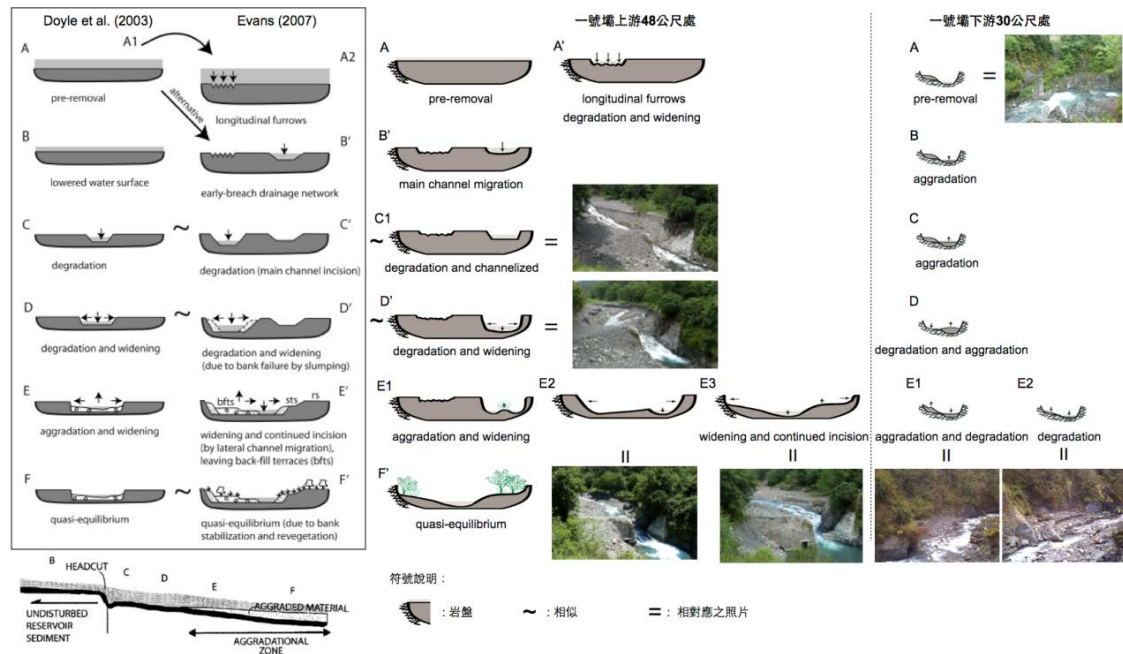 Doyle et al. (2003)
Evans (2007)
A
A1
A2
pre-removal
longitudinal furrows
alternative
B
B'
lowered water surface
early-breach drainage network
C
~
C'
degradation
degradation (main channel incision)
D
~
D'
degradation and widening
degradation and widening
(due to bank failure by slumping)
E
bfts
sts
rs
E'
aggradation and widening
widening and continued incision
(by lateral channel migration),
leaving back-fill terraces (bfts)
F
~
F'
quasi-equilibrium
quasi-equilibrium (due to bank
stabilization and revegetation)
B
HEADCUT
C
D
E
F
UNDISTURBED
RESERVOIR
SEDIMENT
AGGRADED MATERIAL
AGGRADATIONAL
ZONE
一號壩上游48公尺處
A
A'
pre-removal
longitudinal furrows
degradation and widening
B'
main channel migration
~
C1
=
degradation and channelized
~
D'
=
degradation and widening
E1
E2
E3
aggradation and widening
widening and continued incision
=
=
F'
quasi-equilibrium
符號說明：
：岩盤
~ ：相似
= ：相對應之照片
一號壩下游30公尺處
A
=
pre-removal
B
aggradation
C
aggradation
D
degradation and aggradation
E1
E2
aggradation and degradation
degradation
=
=